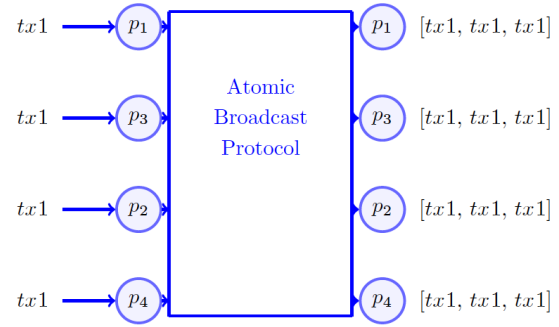 tx1 p1 p1 [tx1, tx1, tx1]
Atomic
Broadcast
Protocol
tx1 p3 p3 [tx1, tx1, tx1]
tx1 p2 p2 [tx1, tx1, tx1]
tx1 p4 p4 [tx1, tx1, tx1]